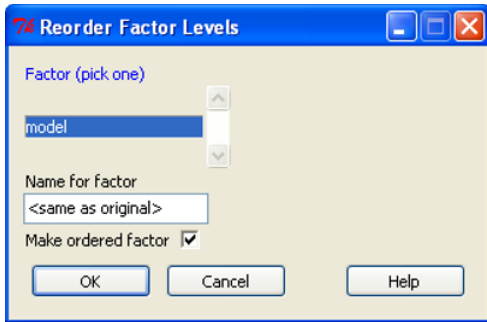 Reorder Factor Levels
Factor (pick one)
model
Name for factor
<same as original>
Make ordered factor
OK Cancel Help